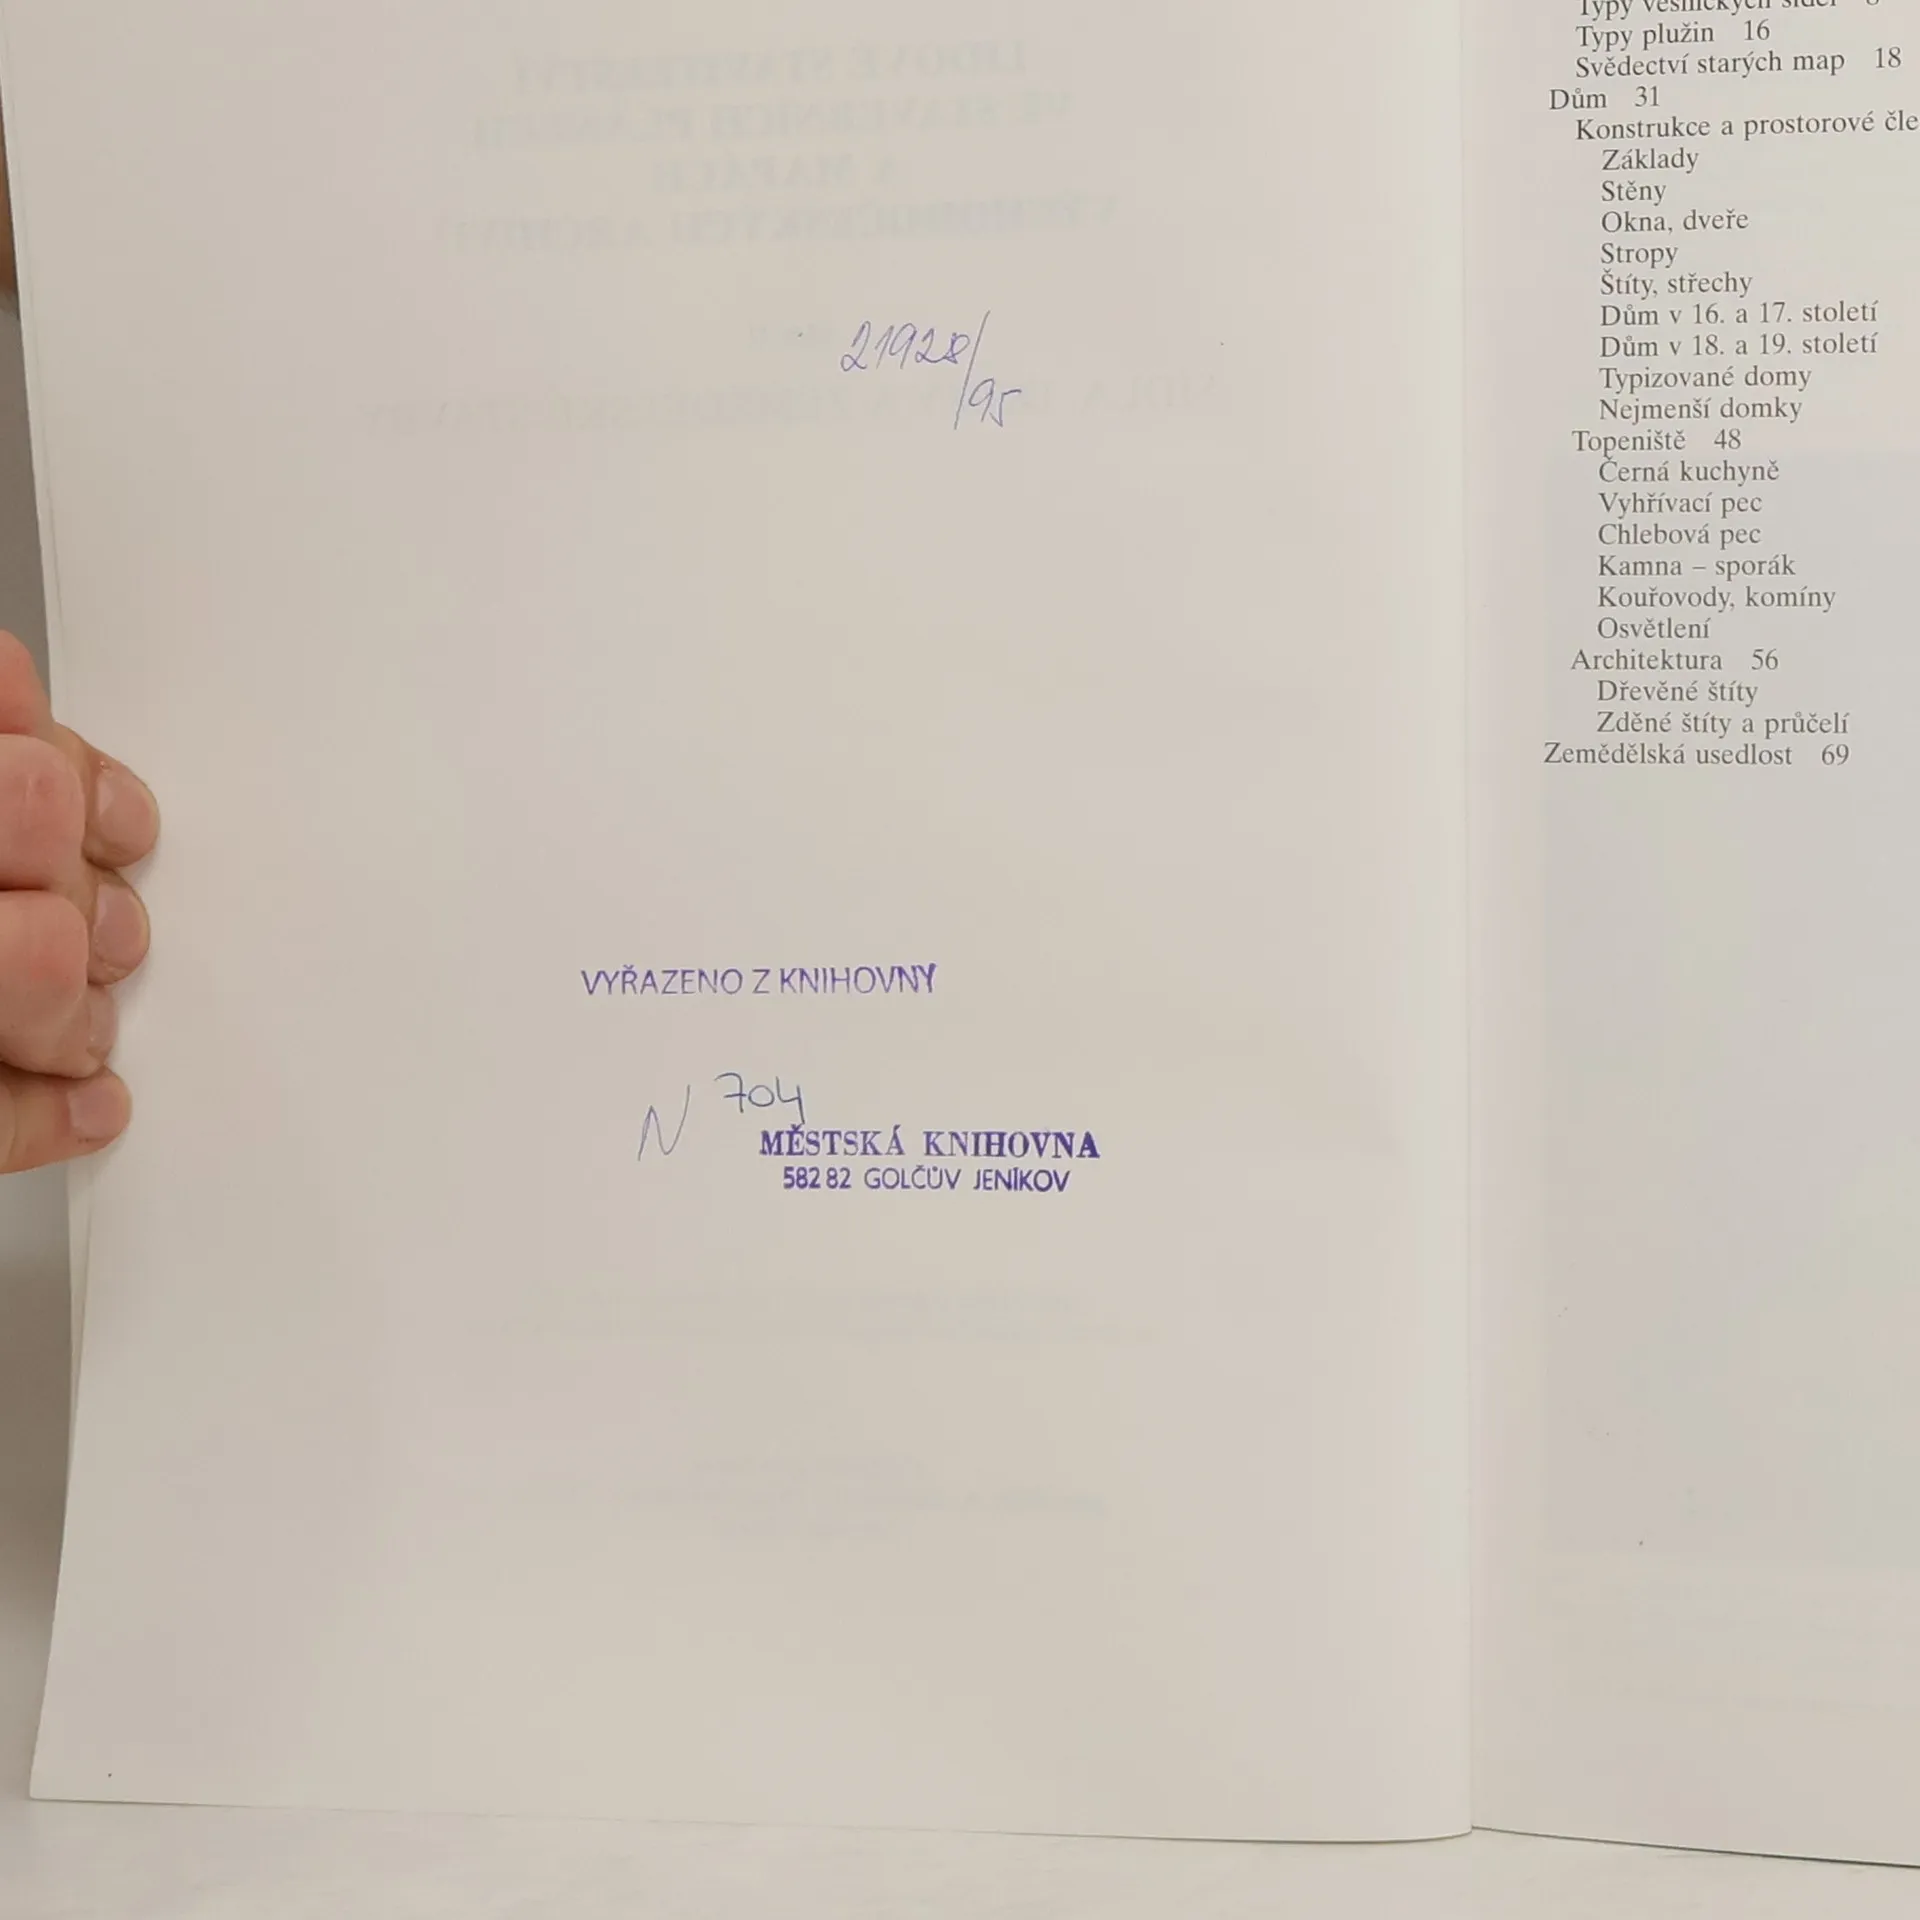 21928/95
VYŘAZENO Z KNIHOVNY
N 704
MĚSTSKÁ KNIHOVNA
582 82 GOLČŮV JENÍKOV
Typy vesnických sídel
Typy plužin 16
Svědectví starých map 18
Dům 31
Konstrukce a prostorové čle
Základy
Stěny
Okna, dveře
Stropy
Štíty, střechy
Dům v 16. a 17. století
Dům v 18. a 19. století
Typizované domy
Nejmenší domky
Topeniště 48
Černá kuchyně
Vyhřívací pec
Chlebová pec
Kamna – sporák
Kouřovody, komíny
Osvětlení
Architektura 56
Dřevěné štíty
Zděné štíty a průčelí
Zemědělská usedlost 69